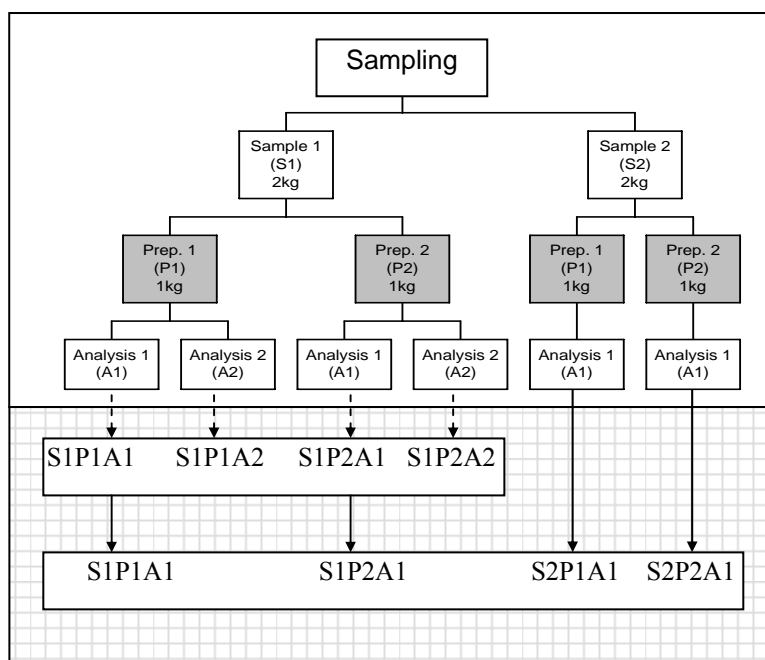 Sampling
Sample 1
(S1)
2kg
Sample 2
(S2)
2kg
Prep. 1
(P1)
1kg
Prep. 2
(P2)
1kg
Prep. 1
(P1)
1kg
Prep. 2
(P2)
1kg
Analysis 1
(A1)
Analysis 2
(A2)
Analysis 1
(A1)
Analysis 2
(A2)
Analysis 1
(A1)
Analysis 1
(A1)
S1P1A1 S1P1A2 S1P2A1 S1P2A2
S1P1A1 S1P2A1 S2P1A1 S2P2A1